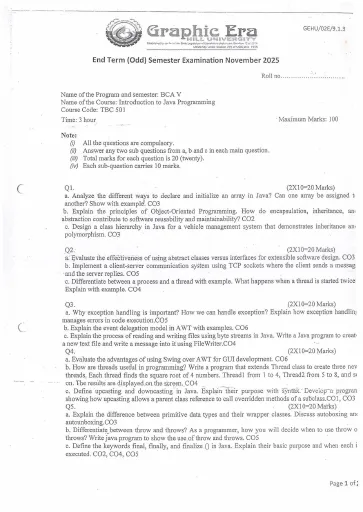 GEHU/02E/9.1.3
Graphic Era
HILL UNIVERSITY
End Term (Odd) Semester Examination November 2025
Roll no.
Name of the Program and semester: BCA V
Name of the Course: Introduction to Java Programming
Course Code: TBC 501
Time: 3 hour Maximum Marks: 100
Note:
(i) All the questions are compulsory.
(ii) Answer any two sub questions from a, b and c in each main question.
(iii) Total marks for each question is 20 (twenty).
(iv) Each sub-question carries 10 marks.
Q1. (2X10=20 Marks)
a. Analyze the different ways to declare and initialize an array in Java? Can one array be assigned t
another? Show with example. CO3
b. Explain the principles of Object-Oriented Programming. How do encapsulation, inheritance, an
abstraction contribute to software reusability and maintainability? CO2
c. Design a class hierarchy in Java for a vehicle management system that demonstrates inheritance an
polymorphism. CO3
Q2. (2X10=20 Marks)
a. Evaluate the effectiveness of using abstract classes versus interfaces for extensible software design. CO3
b. Implement a client-server communication system using TCP sockets where the client sends a messag
and the server replies. CO5
c. Differentiate between a process and a thread with example. What happens when a thread is started twice
Explain with example. CO4
Q3. (2X10=20 Marks)
a. Why exception handling is important? How we can handle exception? Explain how exception handling
manages errors in code execution.CO5
b. Explain the event delegation model in AWT with examples. CO6
c. Explain the process of reading and writing files using byte streams in Java. Write a Java program to creat
a new text file and write a message into it using FileWriter.CO4
Q4. (2X10=20 Marks)
a. Evaluate the advantages of using Swing over AWT for GUI development. CO6
b. How are threads useful in programming? Write a program that extends Thread class to create three new
threads. Each thread finds the square root of 4 numbers. Thread1 from 1 to 4, Thread2 from 5 to 8, and so
on. The results are displayed on the screen. CO4
c. Define upcasting and downcasting in Java. Explain their purpose with syntax. Develop a program
showing how upcasting allows a parent class reference to call overridden methods of a subclass.CO1, CO3
Q5. (2X10=20 Marks)
a. Explain the difference between primitive data types and their wrapper classes. Discuss autoboxing and
autounboxing.CO3
b. Differentiate between throw and throws? As a programmer, how you will decide when to use throw o
throws? Write java program to show the use of throw and throws. CO5
c. Define the keywords final, finally, and finalize () is Java. Explain their basic purpose and when each i
executed. CO2, CO4, CO5
Page 1 of